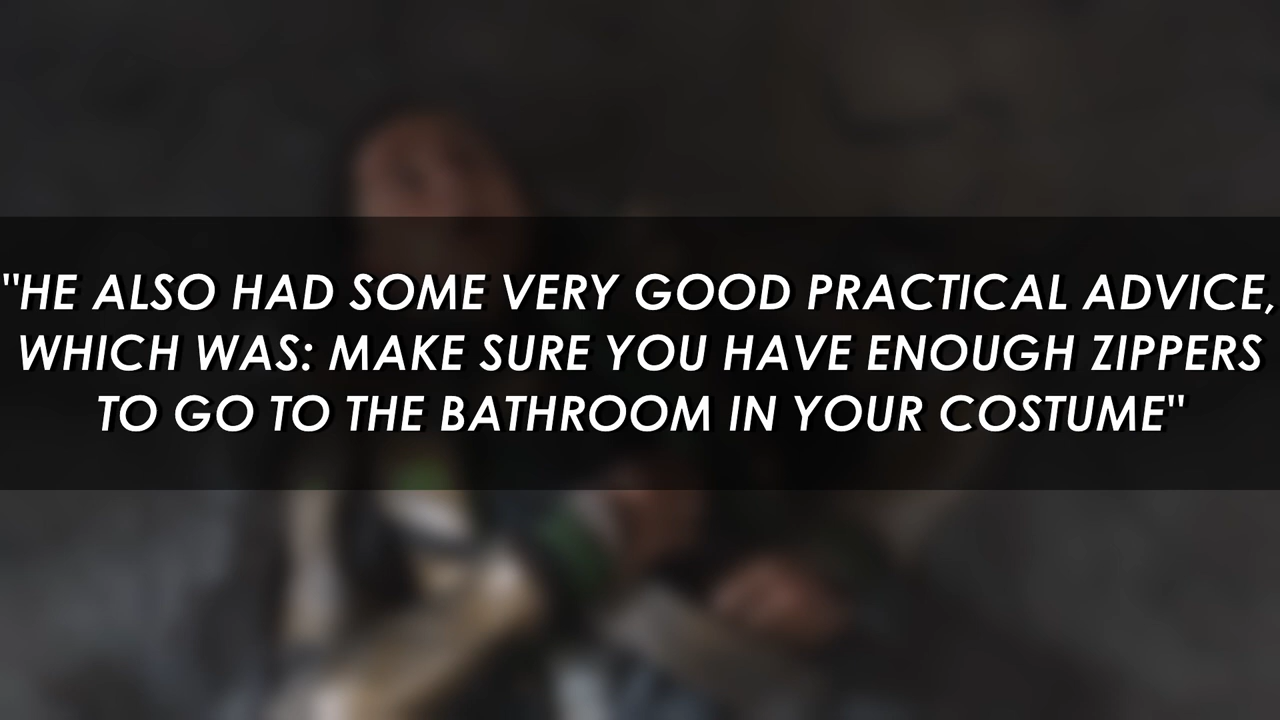 "HE ALSO HAD SOME VERY GOOD PRACTICAL ADVICE,
WHICH WAS: MAKE SURE YOU HAVE ENOUGH ZIPPERS
TO GO TO THE BATHROOM IN YOUR COSTUME"